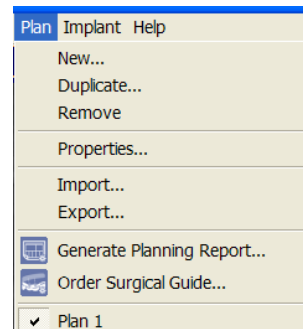 Plan Implant Help
New...
Duplicate...
Remove
Properties...
Import...
Export...
Generate Planning Report...
Order Surgical Guide...
Plan 1